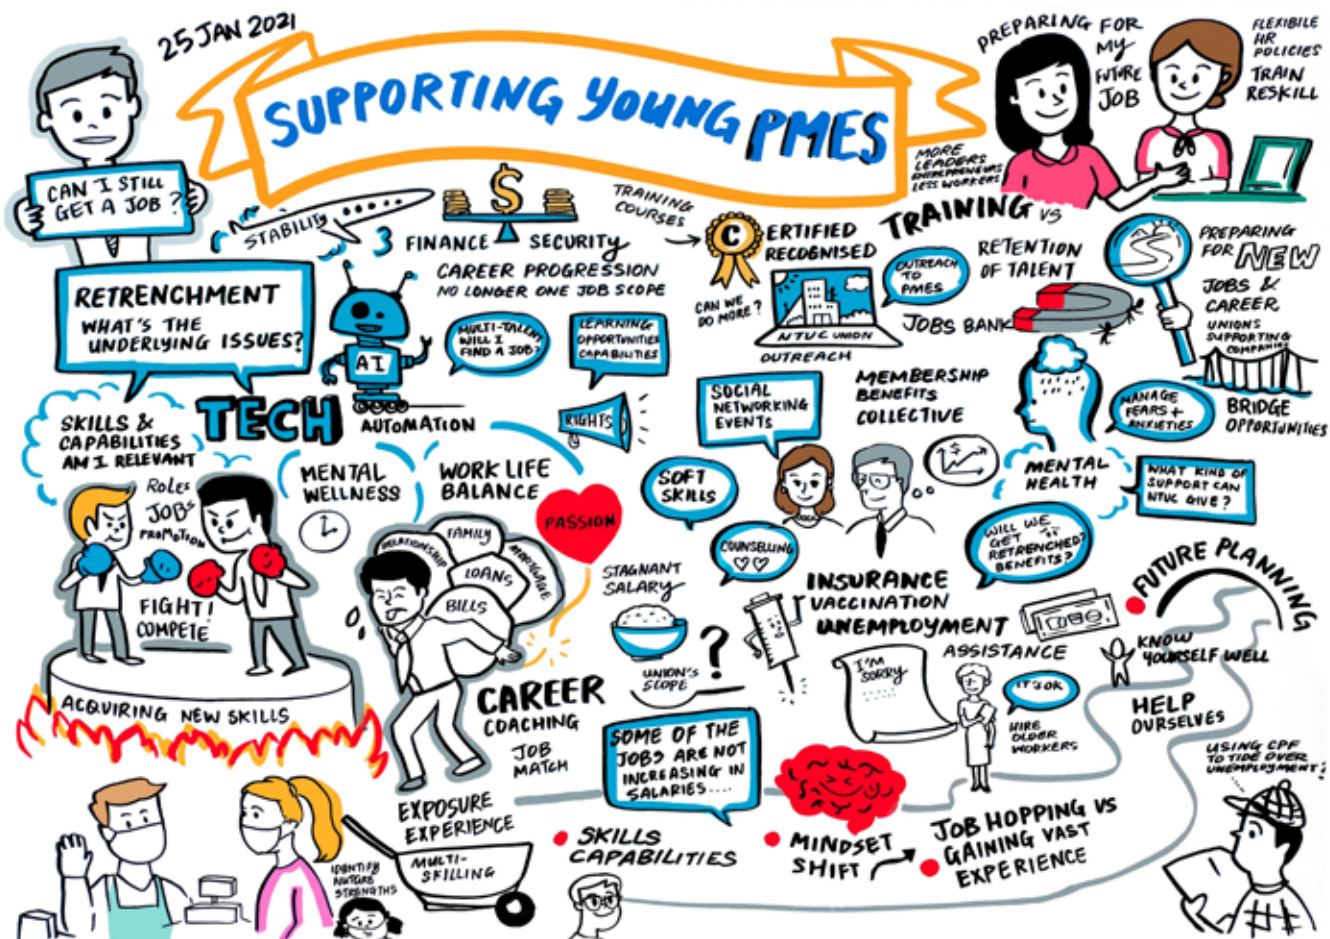 25 JAN 2021
SUPPORTING YOUNG PMES
CAN I STILL
GET A JOB?
STABILITY
RETRENCHMENT
WHAT'S THE
UNDERLYING ISSUES?
3
AI
$
FINANCE
SECURITY
CAREER PROGRESSION
NO LONGER ONE JOB SCOPE
MULTI-TALENT
WILL I
FIND A JOB?
LEARNING
OPPORTUNITIES
CAPABILITIES
TRAINING
COURSES
CERTIFIED
RECOGNISED
CAN WE
DO MORE?
NTUC UNION
OUTREACH
OUTREACH
TO
PMES
PREPARING FOR
MY
FUTURE
JOB
FLEXIBILE
HR
POLICIES
TRAIN
RESKILL
MORE
LEADERS
ENTREPRENEURS
LESS WORKERS
TRAINING VS
RETENTION
OF TALENT
JOBS BANK
PREPARING
FOR NEW
JOBS &
CAREER
UNION'S
SUPPORTING
COMPANIES
BRIDGE
OPPORTUNITIES
SKILLS &
CAPABILITIES
AM I RELEVANT
TECH
AUTOMATION
RIGHTS
SOCIAL
NETWORKING
EVENTS
MEMBERSHIP
BENEFITS
COLLECTIVE
$
MANAGE
FEARS +
ANXIETIES
MENTAL
HEALTH
WHAT KIND OF
SUPPORT CAN
NTUC GIVE?
ROLES
JOBS
PROMOTION
FIGHT!
COMPETE
ACQUIRING NEW SKILLS
MENTAL
WELLNESS
WORK LIFE
BALANCE
PASSION
RELATIONSHIP
FAMILY
LOANS
MORTGAGE
BILLS
SOFT
SKILLS
COUNSELLING
STAGNANT
SALARY
UNION'S
SCOPE
?
INSURANCE
VACCINATION
UNEMPLOYMENT
ASSISTANCE
WILL WE
GET
RETRENCHED?
BENEFITS?
FUTURE PLANNING
KNOW
YOURSELF WELL
HELP
OURSELVES
I'M
SORRY
IT'S OK
HIRE
OLDER
WORKERS
CAREER
COACHING
JOB
MATCH
SOME OF THE
JOBS ARE NOT
INCREASING IN
SALARIES....
EXPOSURE
EXPERIENCE
MULTI-
SKILLING
IDENTIFY
NATURE
STRENGTHS
SKILLS
CAPABILITIES
MINDSET
SHIFT
JOB HOPPING VS
GAINING VAST
EXPERIENCE
USING CPF
TO TIDE OVER
UNEMPLOYMENT?